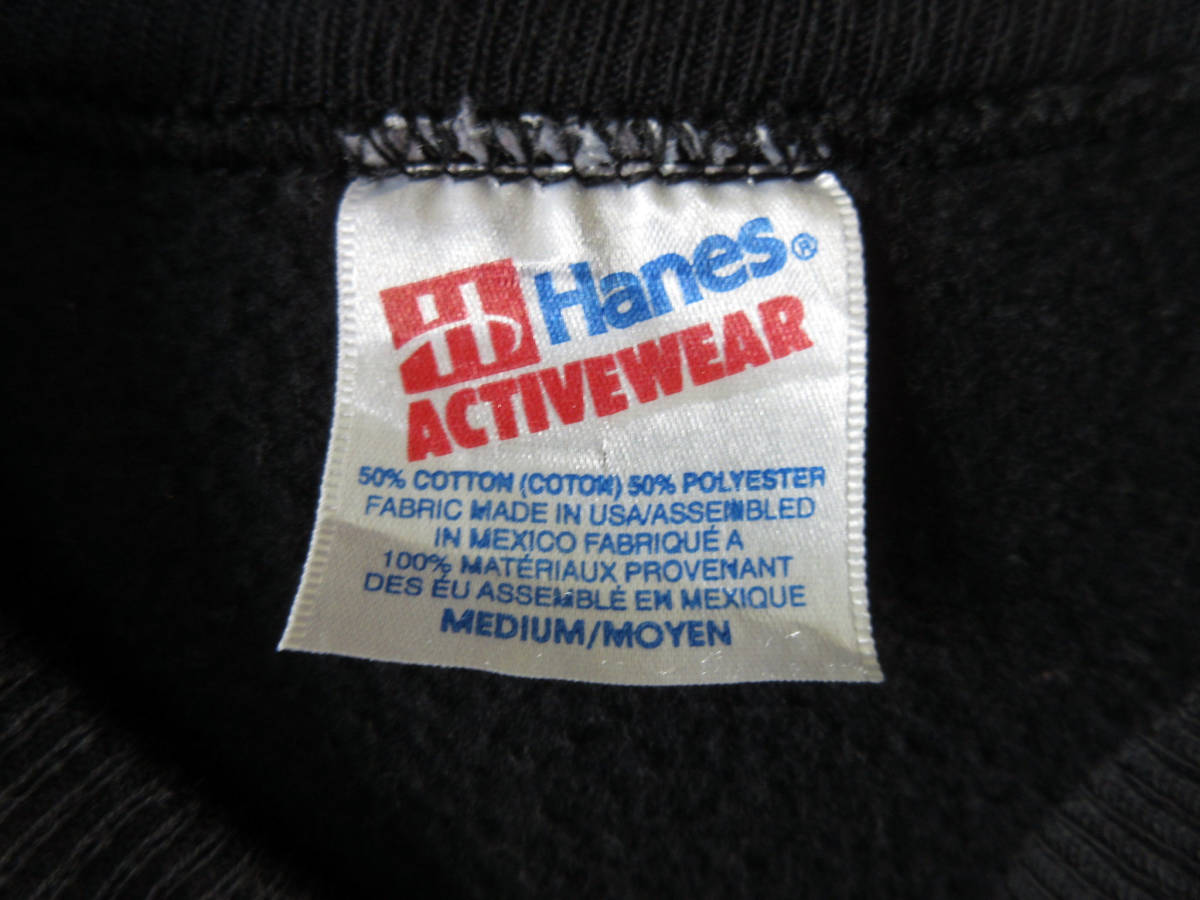 Hanes®
ACTIVEWEAR
50% COTTON (COTON) 50% POLYESTER
FABRIC MADE IN USA/ASSEMBLED
IN MEXICO FABRIQUÉ A
100% MATÉRIAUX PROVENANT
DES ÉU ASSEMBLÉ EN MEXIQUE
MEDIUM/MOYEN